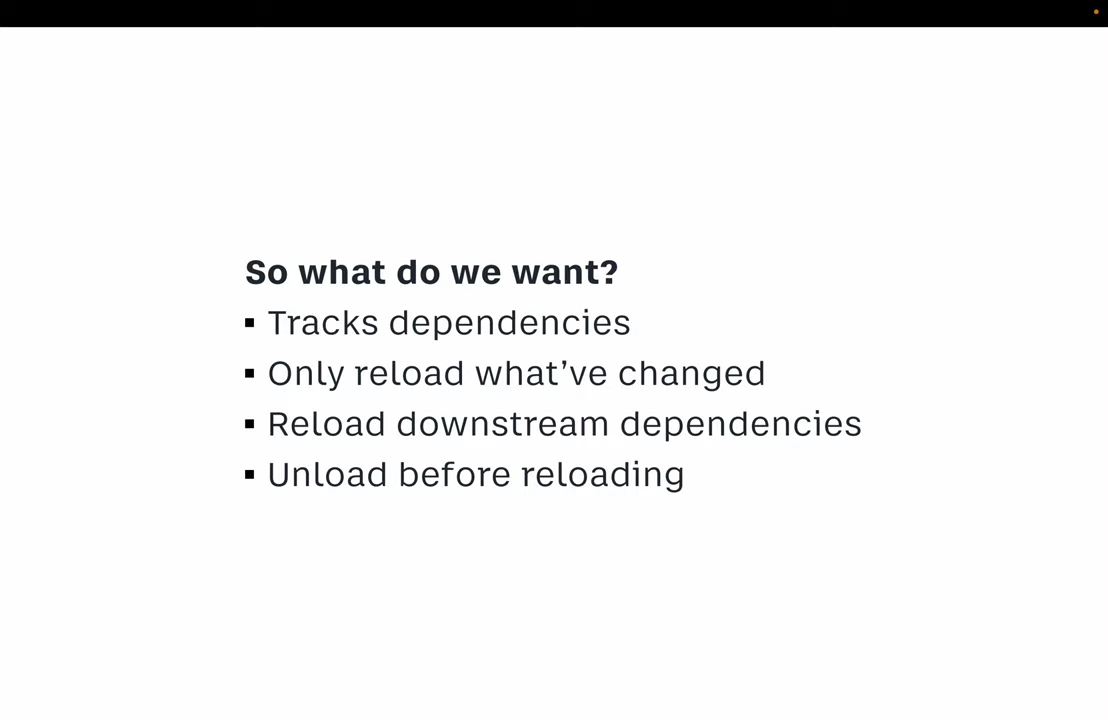 So what do we want?
▪ Tracks dependencies
▪ Only reload what’ve changed
▪ Reload downstream dependencies
▪ Unload before reloading